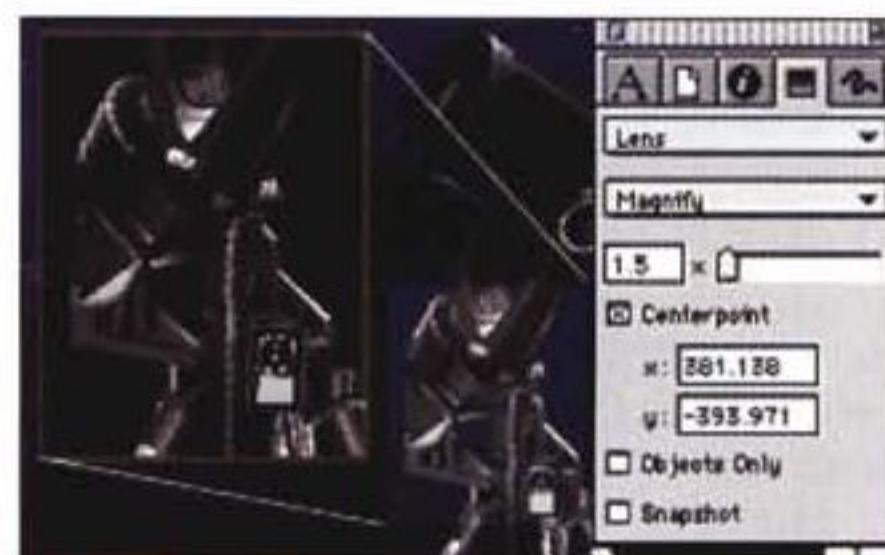 A
Lens
Magnify
1.5 x
Centerpoint
x: 381.138
y: -393.971
Objects Only
Snapshot